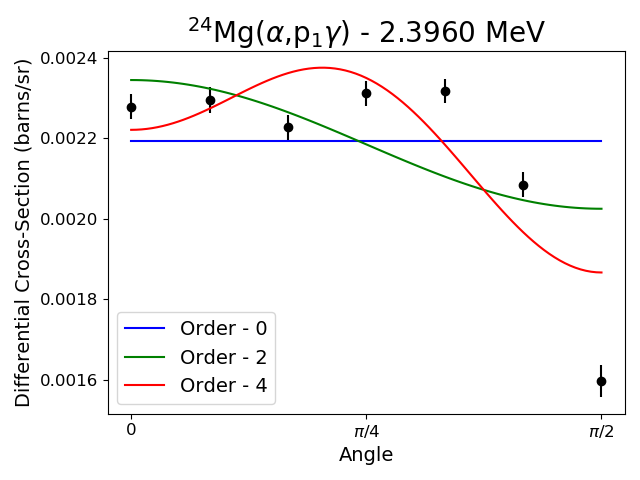 ²⁴Mg(α,p₁γ) - 2.3960 MeV
Differential Cross-Section (barns/sr)
0.0024
0.0022
0.0020
0.0018
0.0016
Order - 0
Order - 2
Order - 4
0 π/4 π/2
Angle